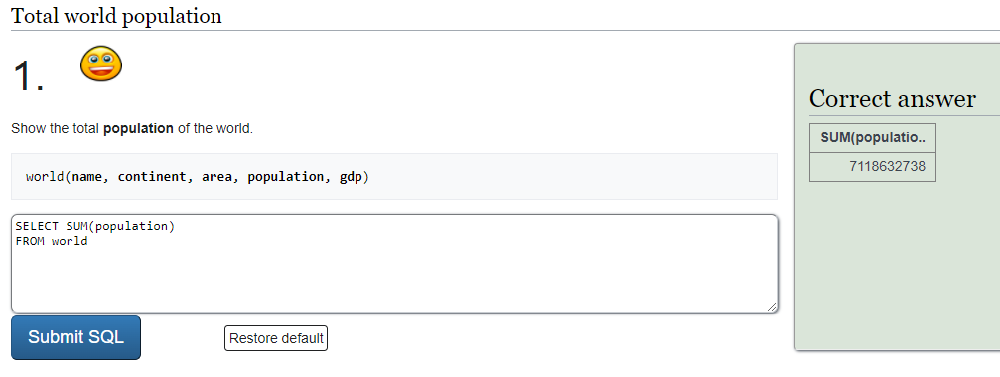 Total world population
1.
Show the total population of the world.
world(name, continent, area, population, gdp)
SELECT SUM(population)
FROM world
Submit SQL
Restore default
Correct answer
SUM(populatio..
7118632738